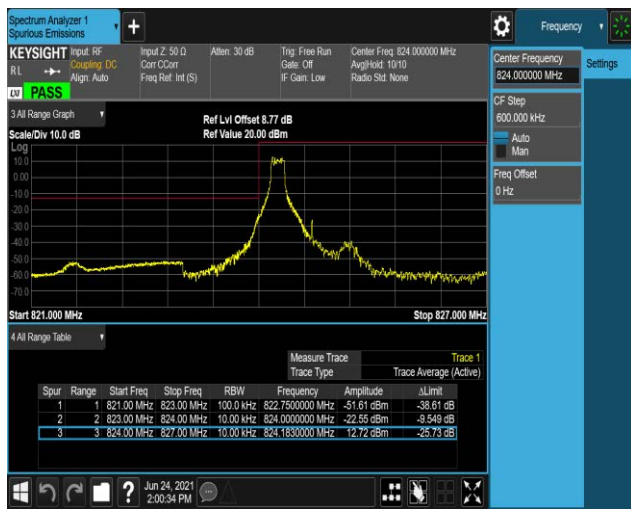 Spectrum Analyzer 1
Spurious Emissions
Frequency
KEYSIGHT
Input: RF
Input Z: 50 Ω
Atten: 30 dB
Trig: Free Run
Center Freq: 824.000000 MHz
RL
Coupling: DC
Corr CCorr
Gate: Off
Avg|Hold: 10/10
Align: Auto
Freq Ref: Int (S)
IF Gain: Low
Radio Std: None
LXI
PASS
Center Frequency
824.000000 MHz
Settings
CF Step
600.000 kHz
Auto
Man
Freq Offset
0 Hz
3 All Range Graph
Ref Lvl Offset 8.77 dB
Scale/Div 10.0 dB
Ref Value 20.00 dBm
Log
10.0
0.00
-10.0
-20.0
-30.0
-40.0
-50.0
-60.0
-70.0
Start 821.000 MHz
Stop 827.000 MHz
4 All Range Table
Measure Trace Trace 1
Trace Type Trace Average (Active)
Spur Range Start Freq Stop Freq RBW Frequency Amplitude ΔLimit
1 1 821.00 MHz 823.00 MHz 100.0 kHz 822.7500000 MHz -51.61 dBm -38.61 dB
2 2 823.00 MHz 824.00 MHz 10.00 kHz 824.0000000 MHz -22.55 dBm -9.549 dB
3 3 824.00 MHz 827.00 MHz 10.00 kHz 824.1830000 MHz 12.72 dBm -25.73 dB
?
Jun 24, 2021
2:00:34 PM